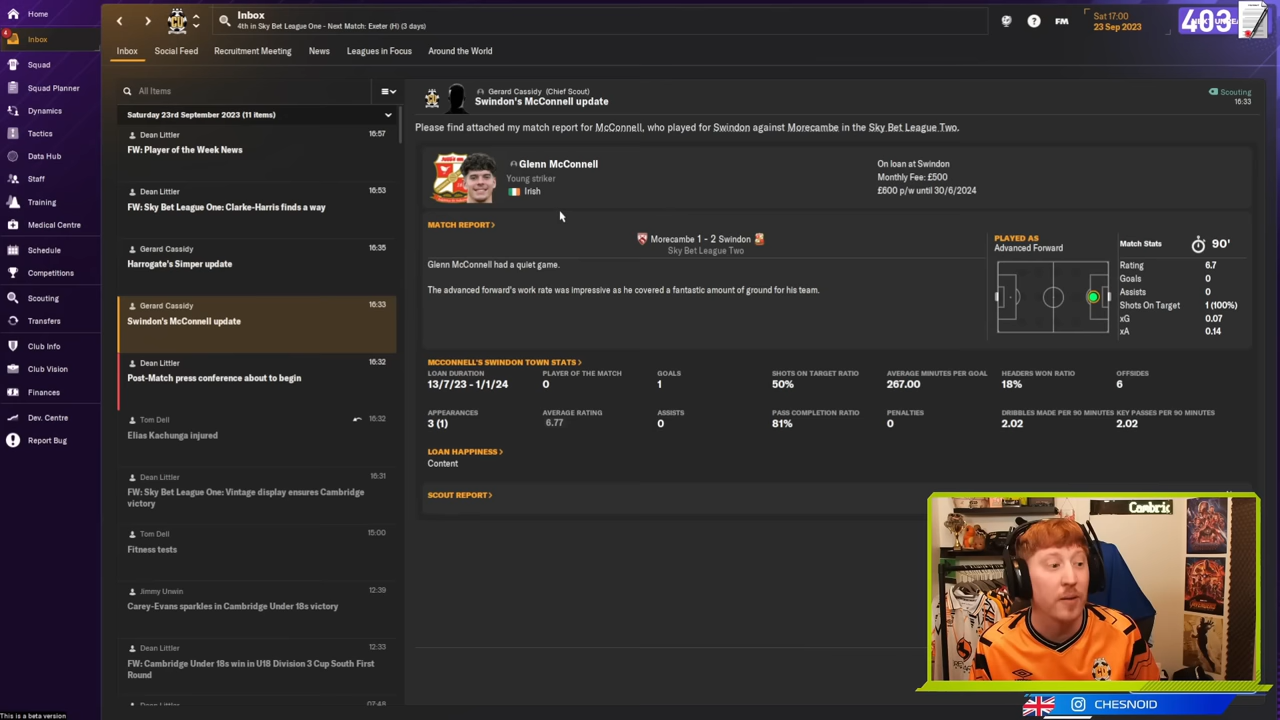 Home
4
Inbox
Squad
Squad Planner
Dynamics
Tactics
Data Hub
Staff
Training
Medical Centre
Schedule
Competitions
Scouting
Transfers
Club Info
Club Vision
Finances
Dev. Centre
Report Bug
This is a beta version
Inbox
4th in Sky Bet League One - Next Match: Exeter (H) (3 days)
FM
Sat 17:00
23 Sep 2023
403
Inbox
Social Feed
Recruitment Meeting
News
Leagues in Focus
Around the World
All Items
Saturday 23rd September 2023 (11 items)
Dean Littler
16:57
FW: Player of the Week News
Dean Littler
16:53
FW: Sky Bet League One: Clarke-Harris finds a way
Gerard Cassidy
16:35
Harrogate's Simper update
Gerard Cassidy
16:33
Swindon's McConnell update
Dean Littler
16:32
Post-Match press conference about to begin
Tom Dell
16:32
Elias Kachunga injured
Dean Littler
16:31
FW: Sky Bet League One: Vintage display ensures Cambridge
victory
Tom Dell
15:00
Fitness tests
Jimmy Unwin
12:39
Carey-Evans sparkles in Cambridge Under 18s victory
Dean Littler
12:33
FW: Cambridge Under 18s win in U18 Division 3 Cup South First
Round
Gerard Cassidy (Chief Scout)
Swindon's McConnell update
Scouting
16:33
Please find attached my match report for McConnell, who played for Swindon against Morecambe in the Sky Bet League Two.
Glenn McConnell
Young striker
Irish
On loan at Swindon
Monthly Fee: £500
£600 p/w until 30/6/2024
MATCH REPORT>
Morecambe 1 - 2 Swindon
Sky Bet League Two
Glenn McConnell had a quiet game.
The advanced forward's work rate was impressive as he covered a fantastic amount of ground for his team.
PLAYED AS
Advanced Forward
Match Stats
90'
Rating
6.7
Goals
0
Assists
0
Shots On Target
1 (100%)
xG
0.07
xA
0.14
MCCONNELL'S SWINDON TOWN STATS >
LOAN DURATION
13/7/23 - 1/1/24
PLAYER OF THE MATCH
0
GOALS
1
SHOTS ON TARGET RATIO
50%
AVERAGE MINUTES PER GOAL
267.00
HEADERS WON RATIO
18%
OFFSIDES
6
APPEARANCES
3 (1)
AVERAGE RATING
6.77
ASSISTS
0
PASS COMPLETION RATIO
81%
PENALTIES
0
DRIBBLES MADE PER 90 MINUTES
2.02
KEY PASSES PER 90 MINUTES
2.02
LOAN HAPPINESS >
Content
SCOUT REPORT >
CHESNOID